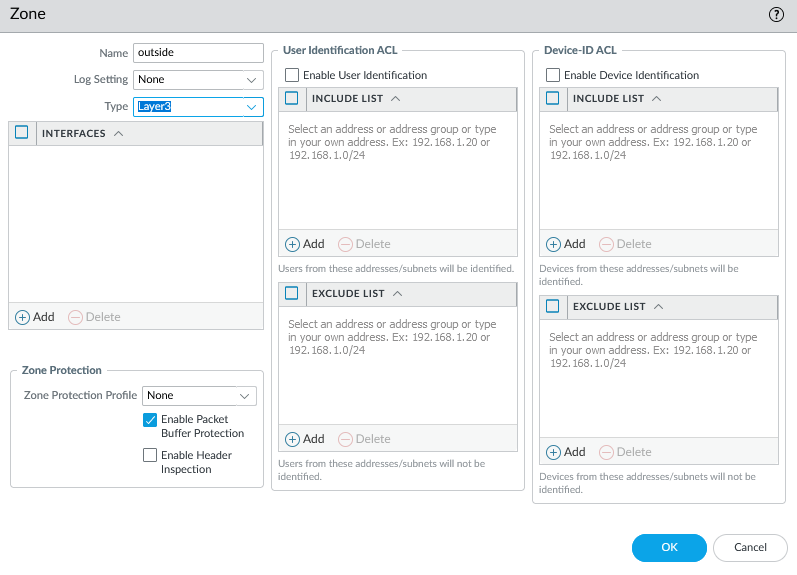 Zone
Name outside
Log Setting None
Type Layer3
INTERFACES
Add Delete
Zone Protection
Zone Protection Profile None
Enable Packet
Buffer Protection
Enable Header
Inspection
User Identification ACL
Enable User Identification
INCLUDE LIST
Select an address or address group or type
in your own address. Ex: 192.168.1.20 or
192.168.1.0/24
Add Delete
Users from these addresses/subnets will be identified.
EXCLUDE LIST
Select an address or address group or type
in your own address. Ex: 192.168.1.20 or
192.168.1.0/24
Add Delete
Users from these addresses/subnets will not be
identified.
Device-ID ACL
Enable Device Identification
INCLUDE LIST
Select an address or address group or type
in your own address. Ex: 192.168.1.20 or
192.168.1.0/24
Add Delete
Devices from these addresses/subnets will be
identified.
EXCLUDE LIST
Select an address or address group or type
in your own address. Ex: 192.168.1.20 or
192.168.1.0/24
Add Delete
Devices from these addresses/subnets will not be
identified.
OK Cancel